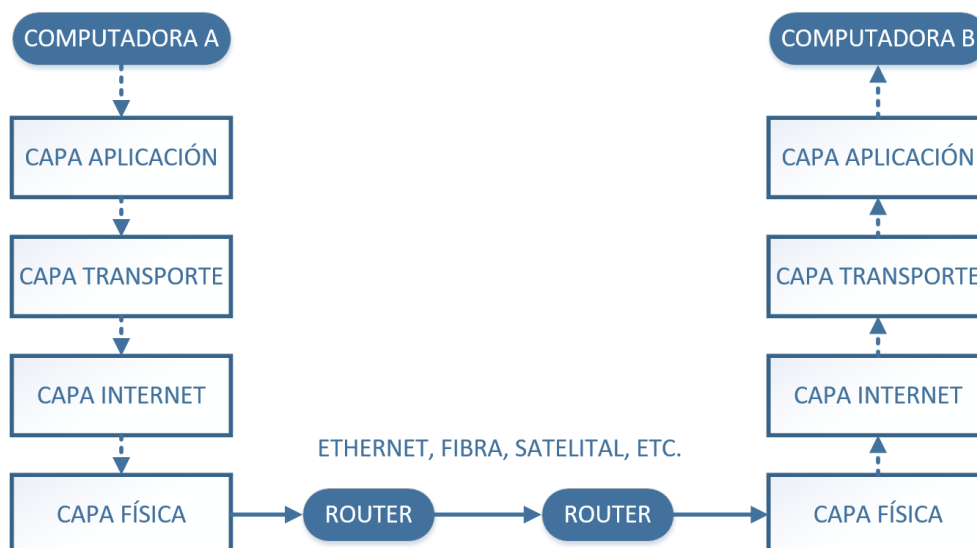 COMPUTADORA A
COMPUTADORA B
CAPA APLICACIÓN
CAPA APLICACIÓN
CAPA TRANSPORTE
CAPA TRANSPORTE
CAPA INTERNET
CAPA INTERNET
ETHERNET, FIBRA, SATELITAL, ETC.
CAPA FÍSICA
ROUTER
ROUTER
CAPA FÍSICA